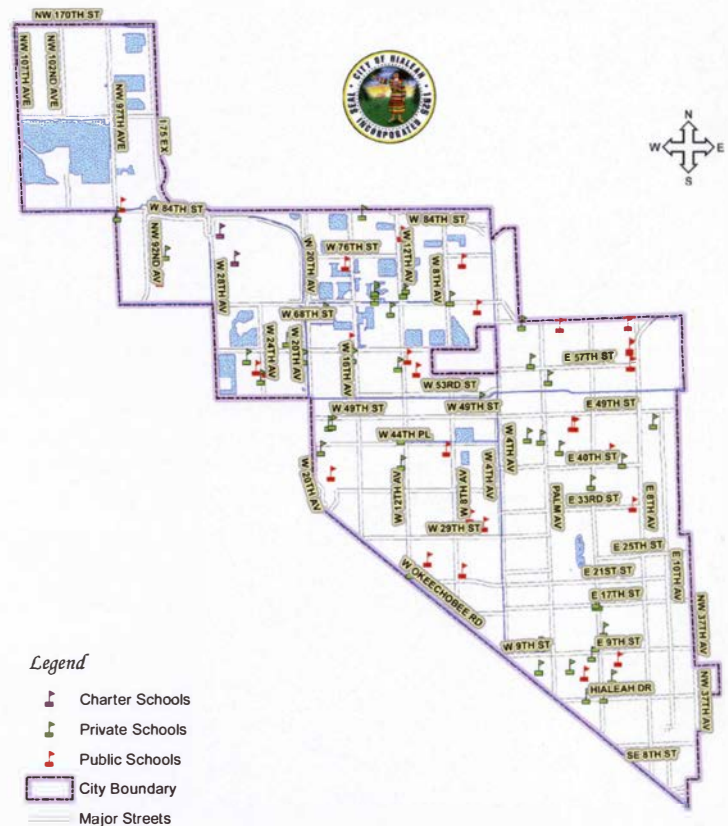 NW 170TH ST
NW 107TH AVE
NW 102ND AVE
NW 97TH AVE
I 75 EX
CITY OF HIALEAH
SEAL INCORPORATED 1925
N
W E
S
W 84TH ST
W 84TH ST
NW 92ND AV
W 28TH AV
W 20TH AV
W 76TH ST
W 12TH AV
W 8TH AV
W 68TH ST
W 24TH AV
W 20TH AV
W 16TH AV
E 57TH ST
W 53RD ST
W 49TH ST
W 49TH ST
E 49TH ST
W 44TH PL
W 4TH AV
W 4TH AV
E 40TH ST
W 20TH AV
W 12TH AV
W 8TH AV
PALM AV
E 33RD ST
E 8TH AV
W 29TH ST
E 25TH ST
E 21ST ST
E 10TH AV
W OKEECHOBEE RD
E 17TH ST
NW 37TH AV
W 9TH ST
E 9TH ST
HIALEAH DR
NW 37TH AV
SE 8TH ST
Legend
Charter Schools
Private Schools
Public Schools
City Boundary
Major Streets